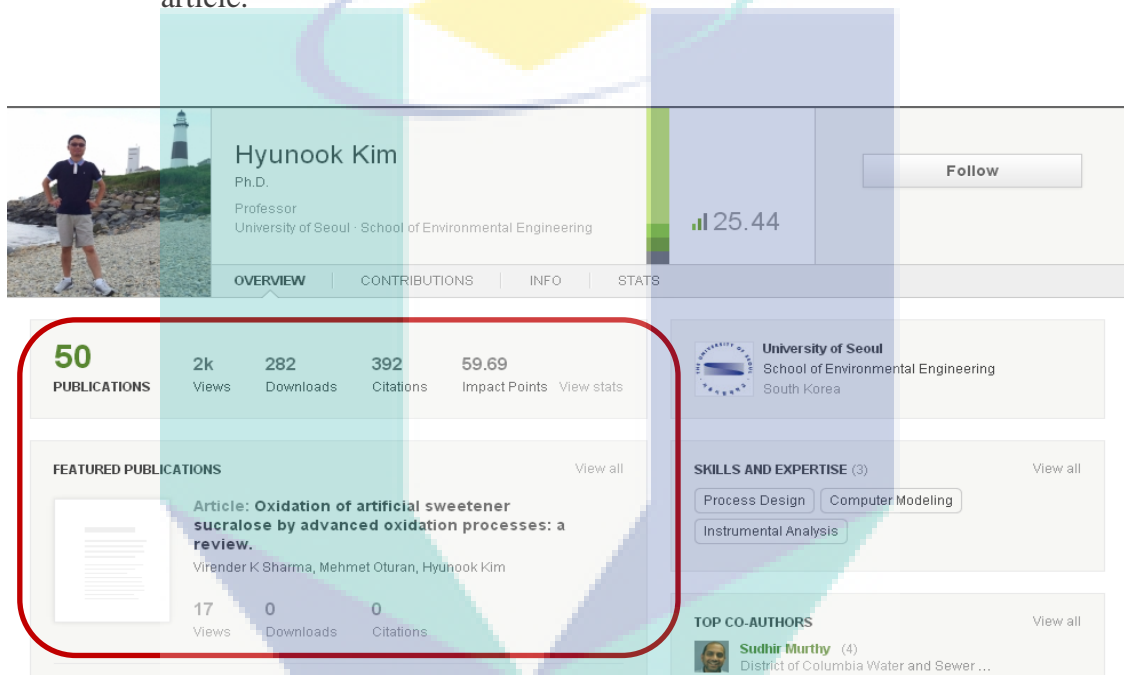 article.
Hyunook Kim
Ph.D.
Professor
University of Seoul · School of Environmental Engineering
25.44
Follow
OVERVIEW CONTRIBUTIONS INFO STATS
50
PUBLICATIONS
2k
Views
282
Downloads
392
Citations
59.69
Impact Points
View stats
FEATURED PUBLICATIONS
View all
Article: Oxidation of artificial sweetener
sucralose by advanced oxidation processes: a
review.
Virender K Sharma, Mehmet Oturan, Hyunook Kim
17
Views
0
Downloads
0
Citations
University of Seoul
School of Environmental Engineering
South Korea
SKILLS AND EXPERTISE (3)
View all
Process Design
Computer Modeling
Instrumental Analysis
TOP CO-AUTHORS
View all
Sudhir Murthy (4)
District of Columbia Water and Sewer ...